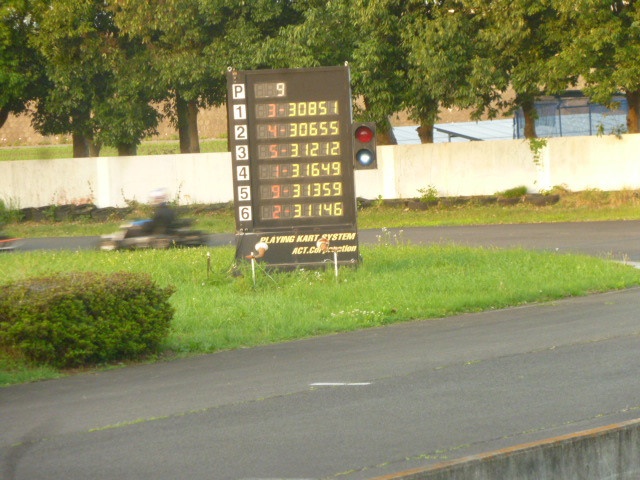 P 9
1 3 30851
2 4 30655
3 5 31212
4 1 31649
5 9 31359
6 2 31146
PLAYING KART SYSTEM
ACT.Corporation